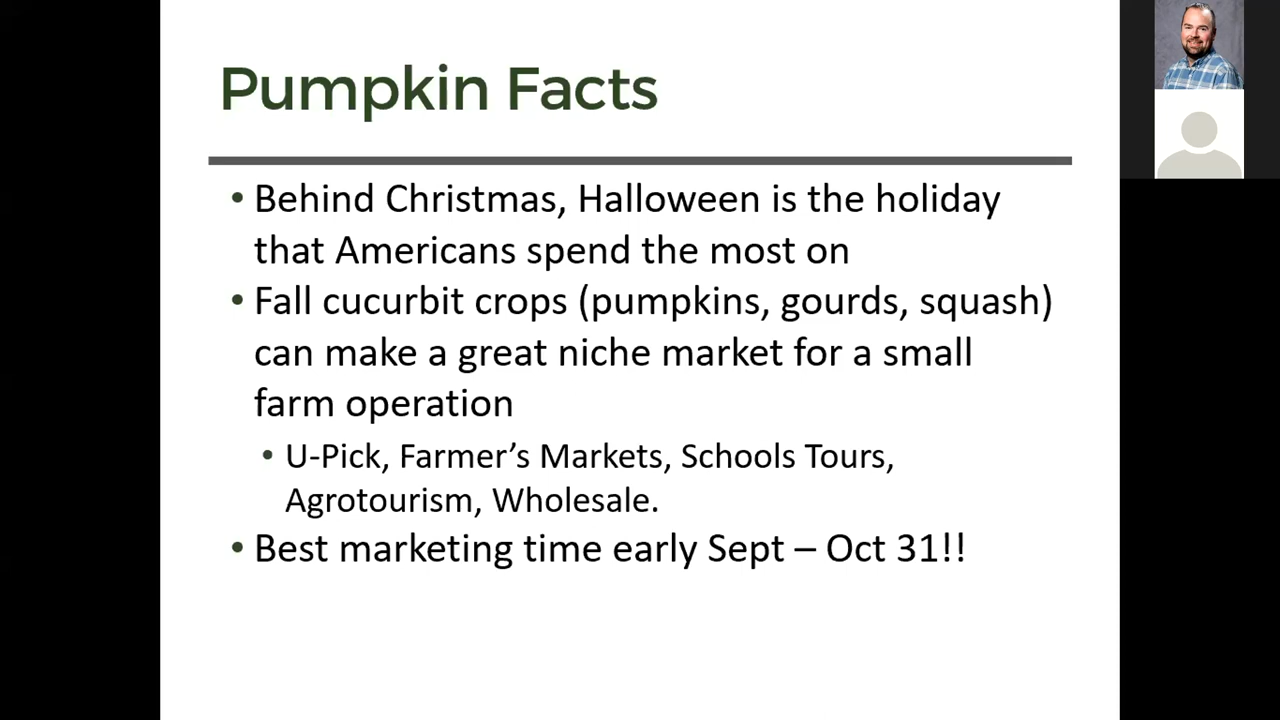 Pumpkin Facts
• Behind Christmas, Halloween is the holiday
that Americans spend the most on
• Fall cucurbit crops (pumpkins, gourds, squash)
can make a great niche market for a small
farm operation
• U-Pick, Farmer’s Markets, Schools Tours,
Agrotourism, Wholesale.
• Best marketing time early Sept – Oct 31!!